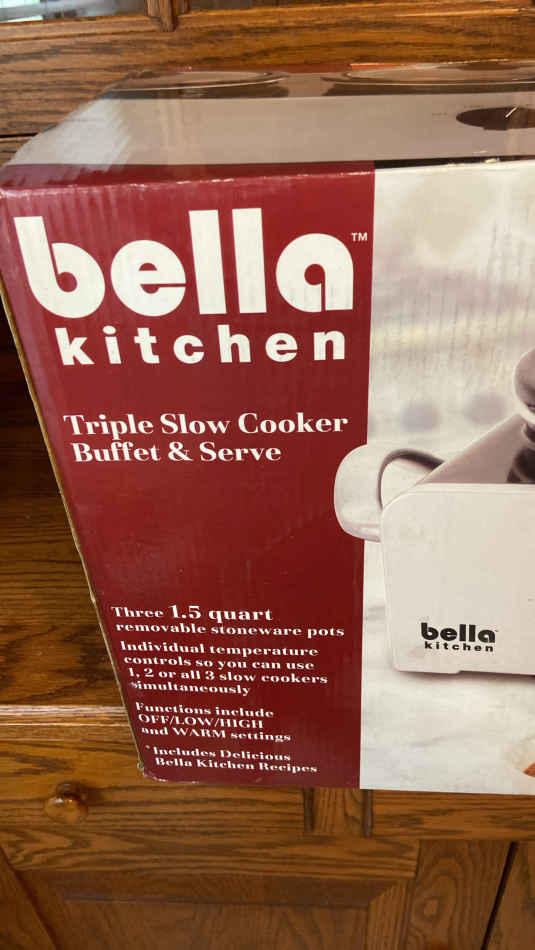 bella™
kitchen
Triple Slow Cooker
Buffet & Serve
Three 1.5 quart
removable stoneware pots
Individual temperature
controls so you can use
1, 2 or all 3 slow cookers
simultaneously
Functions include
OFF/LOW/HIGH
and WARM settings
*Includes Delicious
Bella Kitchen Recipes
bella™
kitchen